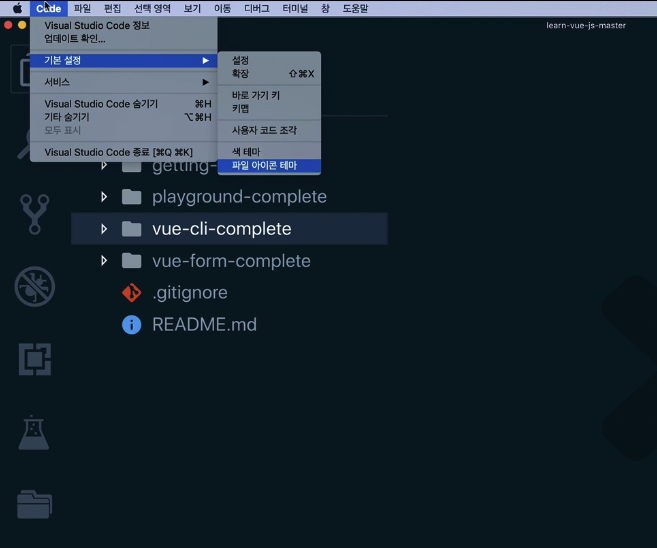 Code 파일 편집 선택 영역 보기 이동 디버그 터미널 창 도움말
learn-vue-js-master
Visual Studio Code 정보
업데이트 확인...
기본 설정
서비스
Visual Studio Code 숨기기 ⌘H
기타 숨기기 ⌥⌘H
모두 표시
Visual Studio Code 종료 [⌘Q ⌘K]
설정
확장 ⇧⌘X
바로 가기 키
키맵
사용자 코드 조각
색 테마
파일 아이콘 테마
playground-complete
vue-cli-complete
vue-form-complete
.gitignore
README.md